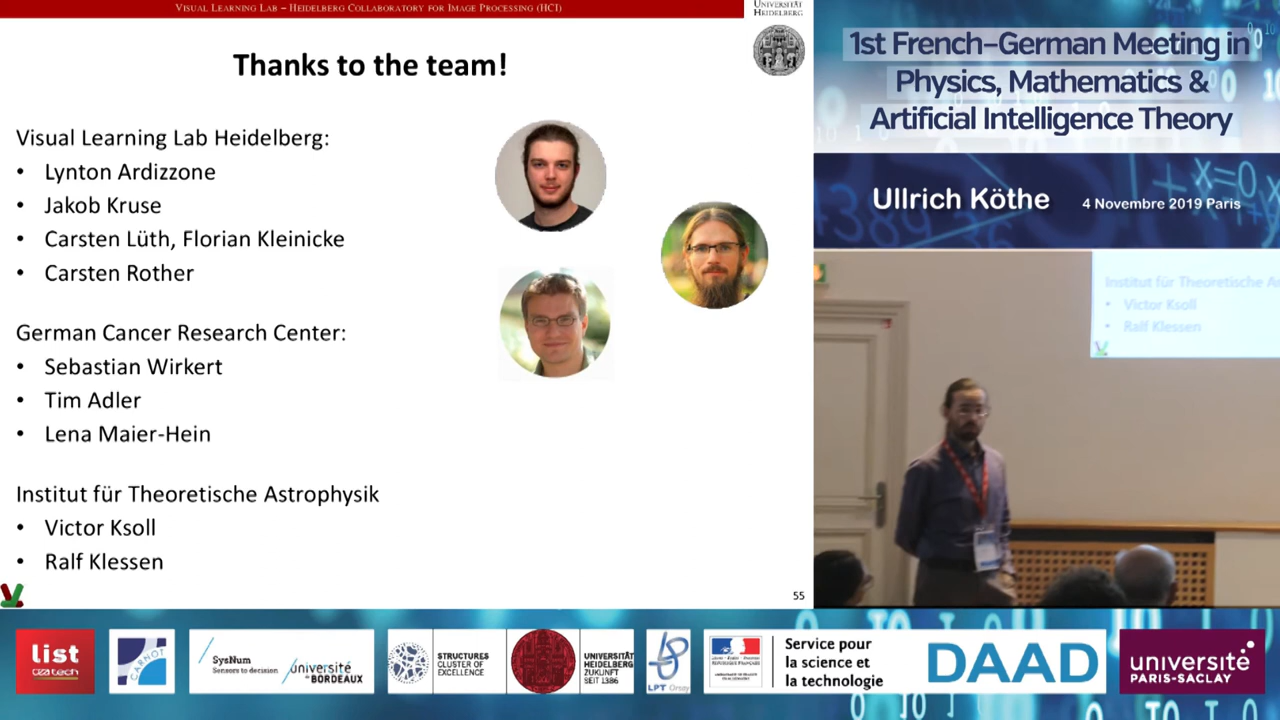 VISUAL LEARNING LAB – HEIDELBERG COLLABORATORY FOR IMAGE PROCESSING (HCI)
UNIVERSITÄT
HEIDELBERG
Thanks to the team!
Visual Learning Lab Heidelberg:
• Lynton Ardizzone
• Jakob Kruse
• Carsten Lüth, Florian Kleinicke
• Carsten Rother
German Cancer Research Center:
• Sebastian Wirkert
• Tim Adler
• Lena Maier-Hein
Institut für Theoretische Astrophysik
• Victor Ksoll
• Ralf Klessen
55
1st French–German Meeting in
Physics, Mathematics &
Artificial Intelligence Theory
Ullrich Köthe
4 Novembre 2019 Paris
x=0
Institut für Theoretische
• Victor Ksoll
• Ralf Klessen
list
ceatech
CARNOT
SysNum
Sensors to decision
université
de BORDEAUX
STRUCTURES
CLUSTER OF
EXCELLENCE
UNIVERSITÄT
HEIDELBERG
ZUKUNFT
SEIT 1386
LPT Orsay
Service pour
la science et
la technologie
DAAD
université
PARIS-SACLAY